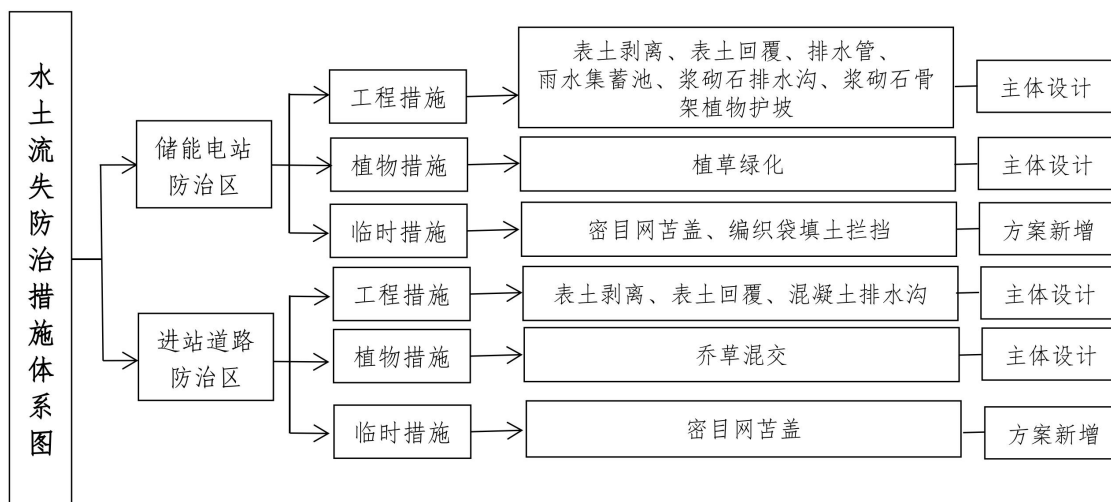 水土流失防治措施体系图
储能电站
防治区
工程措施
表土剥离、表土回覆、排水管、
雨水集蓄池、浆砌石排水沟、浆砌石骨
架植物护坡
主体设计
植物措施
植草绿化
主体设计
临时措施
密目网苫盖、编织袋填土拦挡
方案新增
进站道路
防治区
工程措施
表土剥离、表土回覆、混凝土排水沟
主体设计
植物措施
乔草混交
主体设计
临时措施
密目网苫盖
方案新增